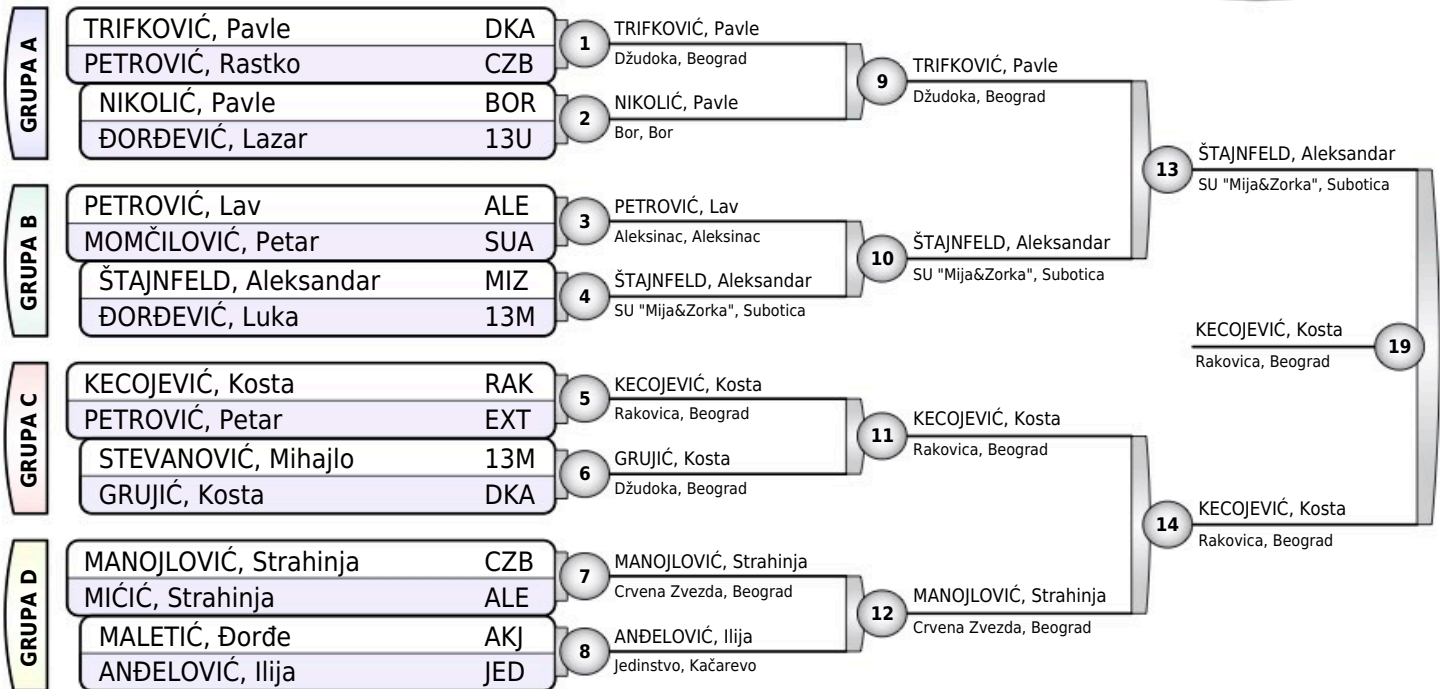 GRUPA A
TRIFKOVIĆ, Pavle DKA
PETROVIĆ, Rastko CZB
NIKOLIĆ, Pavle BOR
ĐORĐEVIĆ, Lazar 13U
GRUPA B
PETROVIĆ, Lav ALE
MOMČILOVIĆ, Petar SUA
ŠTAJNFELD, Aleksandar MIZ
ĐORĐEVIĆ, Luka 13M
GRUPA C
KECOJEVIĆ, Kosta RAK
PETROVIĆ, Petar EXT
STEVANOVIĆ, Mihajlo 13M
GRUJIĆ, Kosta DKA
GRUPA D
MANOJLOVIĆ, Strahinja CZB
MIĆIĆ, Strahinja ALE
MALETIĆ, Đorđe AKJ
ANĐELOVIĆ, Ilija JED
1
TRIFKOVIĆ, Pavle
Džudoka, Beograd
2
NIKOLIĆ, Pavle
Bor, Bor
3
PETROVIĆ, Lav
Aleksinac, Aleksinac
4
ŠTAJNFELD, Aleksandar
SU "Mija&Zorka", Subotica
5
KECOJEVIĆ, Kosta
Rakovica, Beograd
6
GRUJIĆ, Kosta
Džudoka, Beograd
7
MANOJLOVIĆ, Strahinja
Crvena Zvezda, Beograd
8
ANĐELOVIĆ, Ilija
Jedinstvo, Kačarevo
9
TRIFKOVIĆ, Pavle
Džudoka, Beograd
10
ŠTAJNFELD, Aleksandar
SU "Mija&Zorka", Subotica
11
KECOJEVIĆ, Kosta
Rakovica, Beograd
12
MANOJLOVIĆ, Strahinja
Crvena Zvezda, Beograd
13
ŠTAJNFELD, Aleksandar
SU "Mija&Zorka", Subotica
14
KECOJEVIĆ, Kosta
Rakovica, Beograd
KECOJEVIĆ, Kosta
Rakovica, Beograd
19